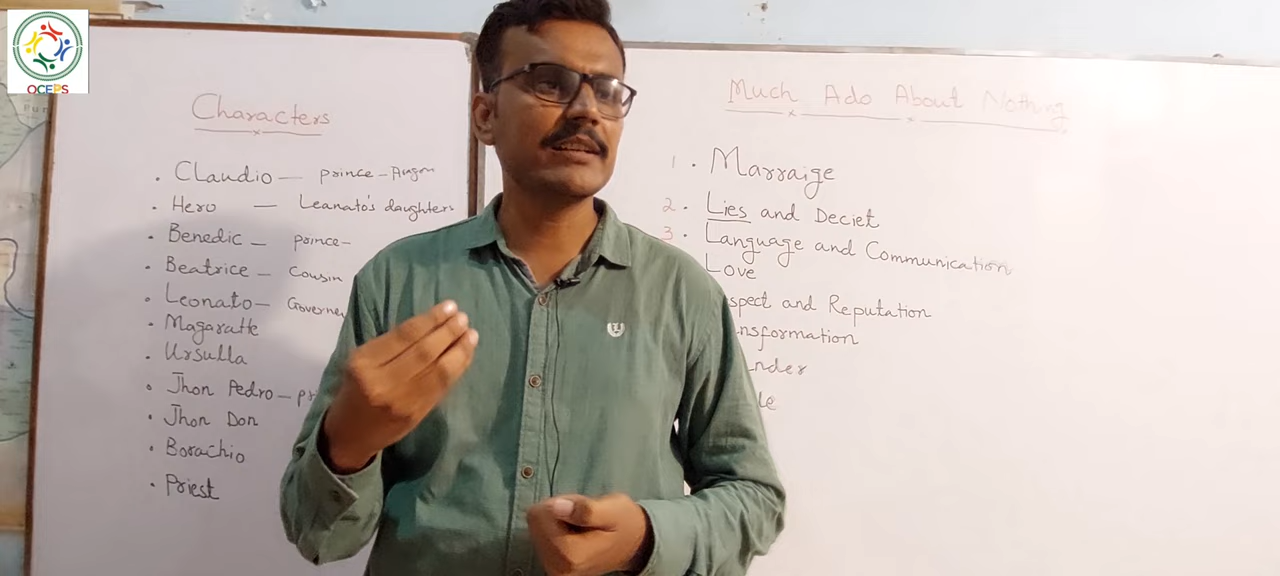 OCEPS
Characters
. Claudio — prince - Aragon
. Hero — Leanato's daughters
. Benedic — prince-
. Beatrice — Cousin
. Leonato — Governer
. Magaratte
. Ursulla
. Jhon Pedro — pr
. Jhon Don
. Borachio
. Priest
Much Ado About Nothing
1. Marraige
2. Lies and Deciet
3. Language and Communication
Love
spect and Reputation
nsformation
nder
le